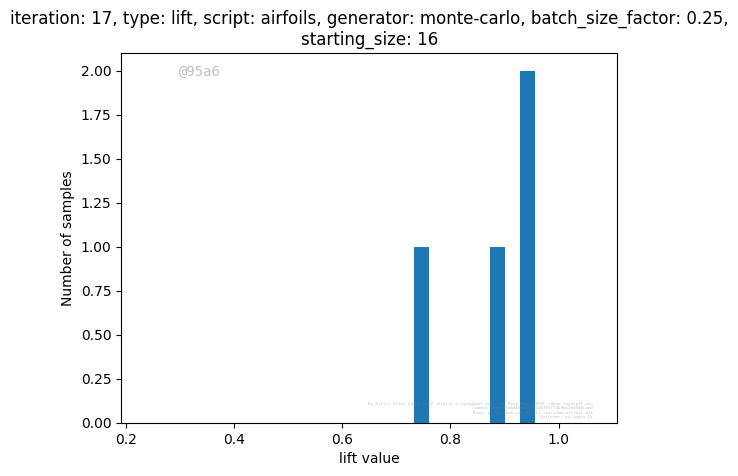 iteration: 17, type: lift, script: airfoils, generator: monte-carlo, batch_size_factor: 0.25,
starting_size: 16
@95a6
2.00
1.75
1.50
1.25
1.00
0.75
0.50
0.25
0.00
Number of samples
0.2
0.4
0.6
0.8
1.0
lift value